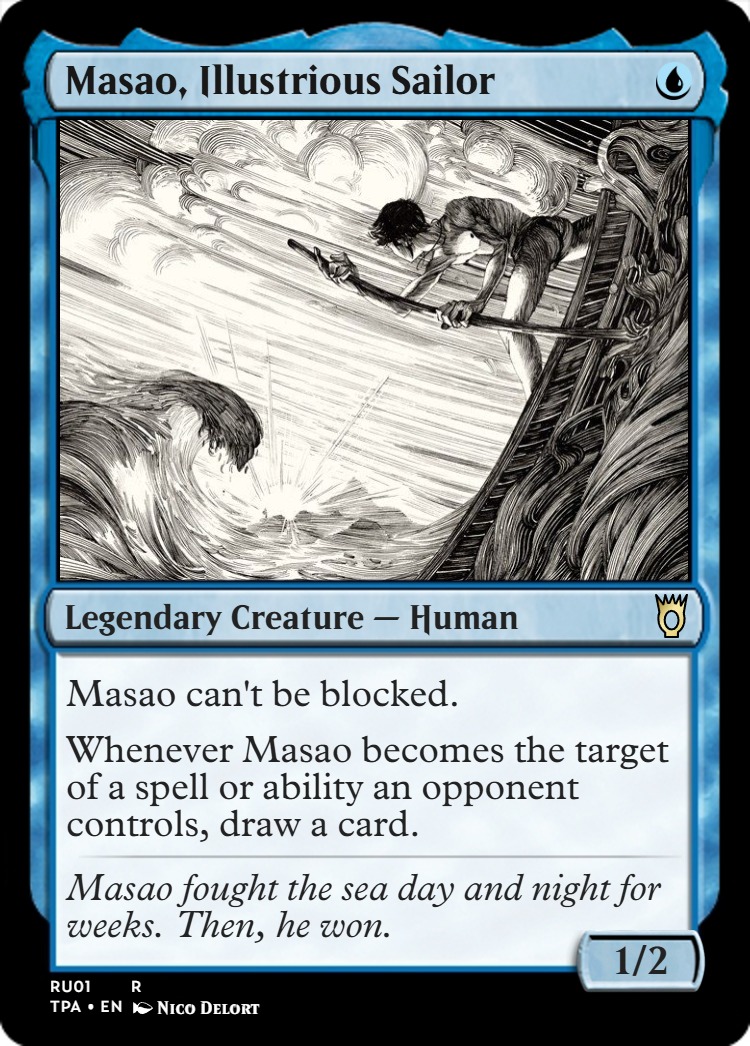 Masao, Illustrious Sailor
Legendary Creature — Human
Masao can't be blocked.
Whenever Masao becomes the target
of a spell or ability an opponent
controls, draw a card.
Masao fought the sea day and night for
weeks. Then, he won.
1/2
RU01 R
TPA • EN Nico Delort